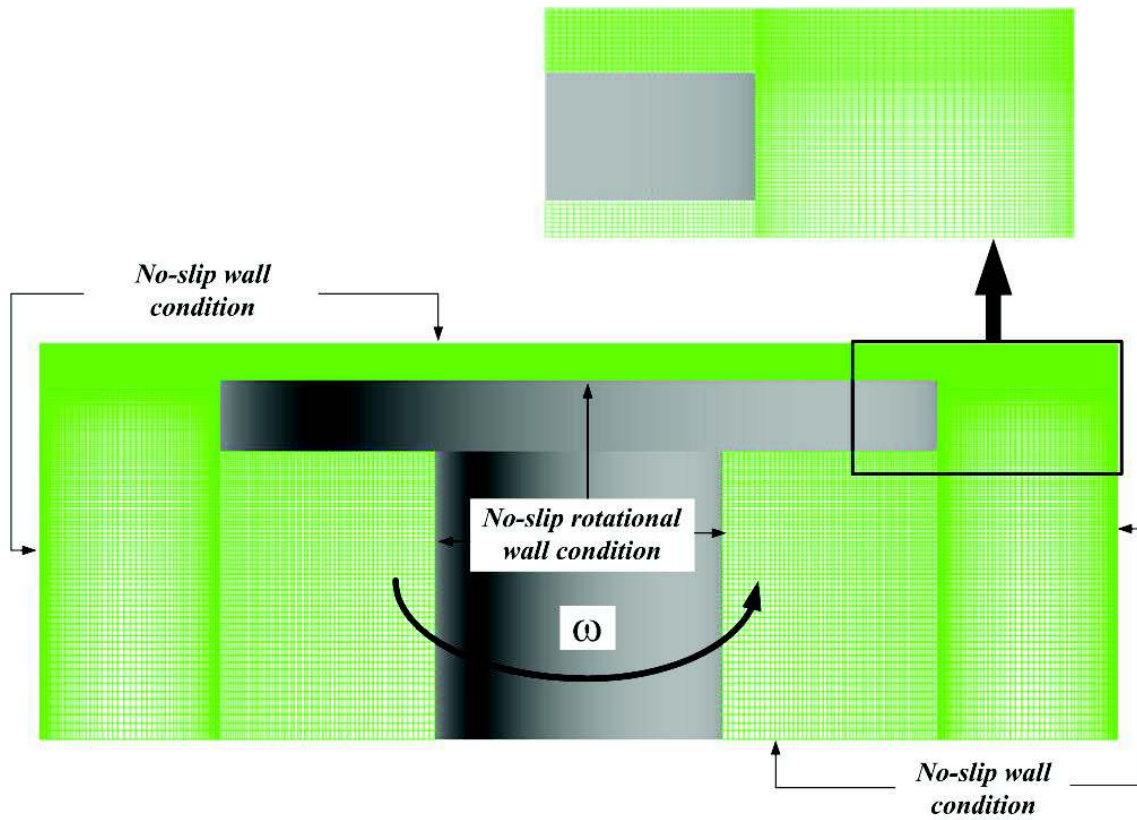 No-slip wall
condition
No-slip rotational
wall condition
ω
No-slip wall
condition